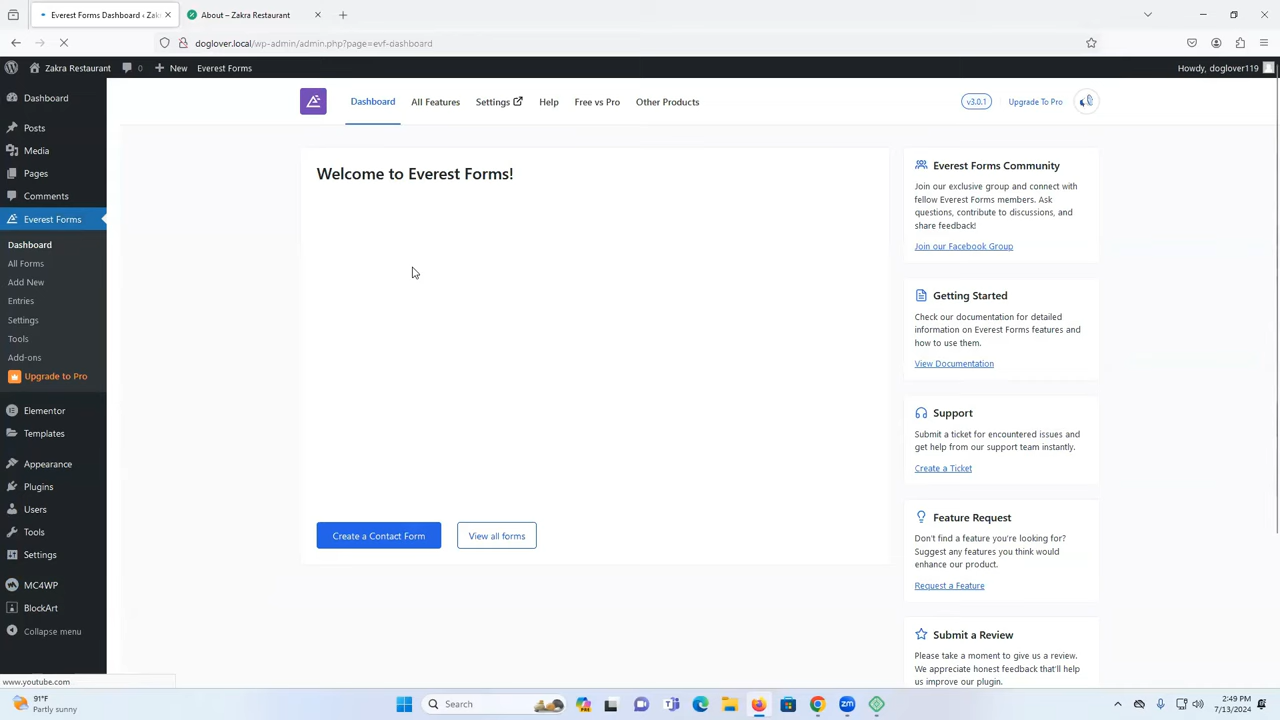 Everest Forms Dashboard ‹ Zak
About – Zakra Restaurant
doglover.local/wp-admin/admin.php?page=evf-dashboard
Zakra Restaurant
0
New
Everest Forms
Howdy, doglover119
Dashboard
Posts
Media
Pages
Comments
Everest Forms
Dashboard
All Forms
Add New
Entries
Settings
Tools
Add-ons
Upgrade to Pro
Elementor
Templates
Appearance
Plugins
Users
Tools
Settings
MC4WP
BlockArt
Collapse menu
www.youtube.com
Dashboard
All Features
Settings
Help
Free vs Pro
Other Products
v3.0.1
Upgrade To Pro
Welcome to Everest Forms!
Create a Contact Form
View all forms
Everest Forms Community
Join our exclusive group and connect with
fellow Everest Forms members. Ask
questions, contribute to discussions, and
share feedback!
Join our Facebook Group
Getting Started
Check our documentation for detailed
information on Everest Forms features and
how to use them.
View Documentation
Support
Submit a ticket for encountered issues and
get help from our support team instantly.
Create a Ticket
Feature Request
Don't find a feature you're looking for?
Suggest any features you think would
enhance our product.
Request a Feature
Submit a Review
Please take a moment to give us a review.
We appreciate honest feedback that'll help
us improve our plugin.
91°F
Partly sunny
Search
2:49 PM
7/13/2024